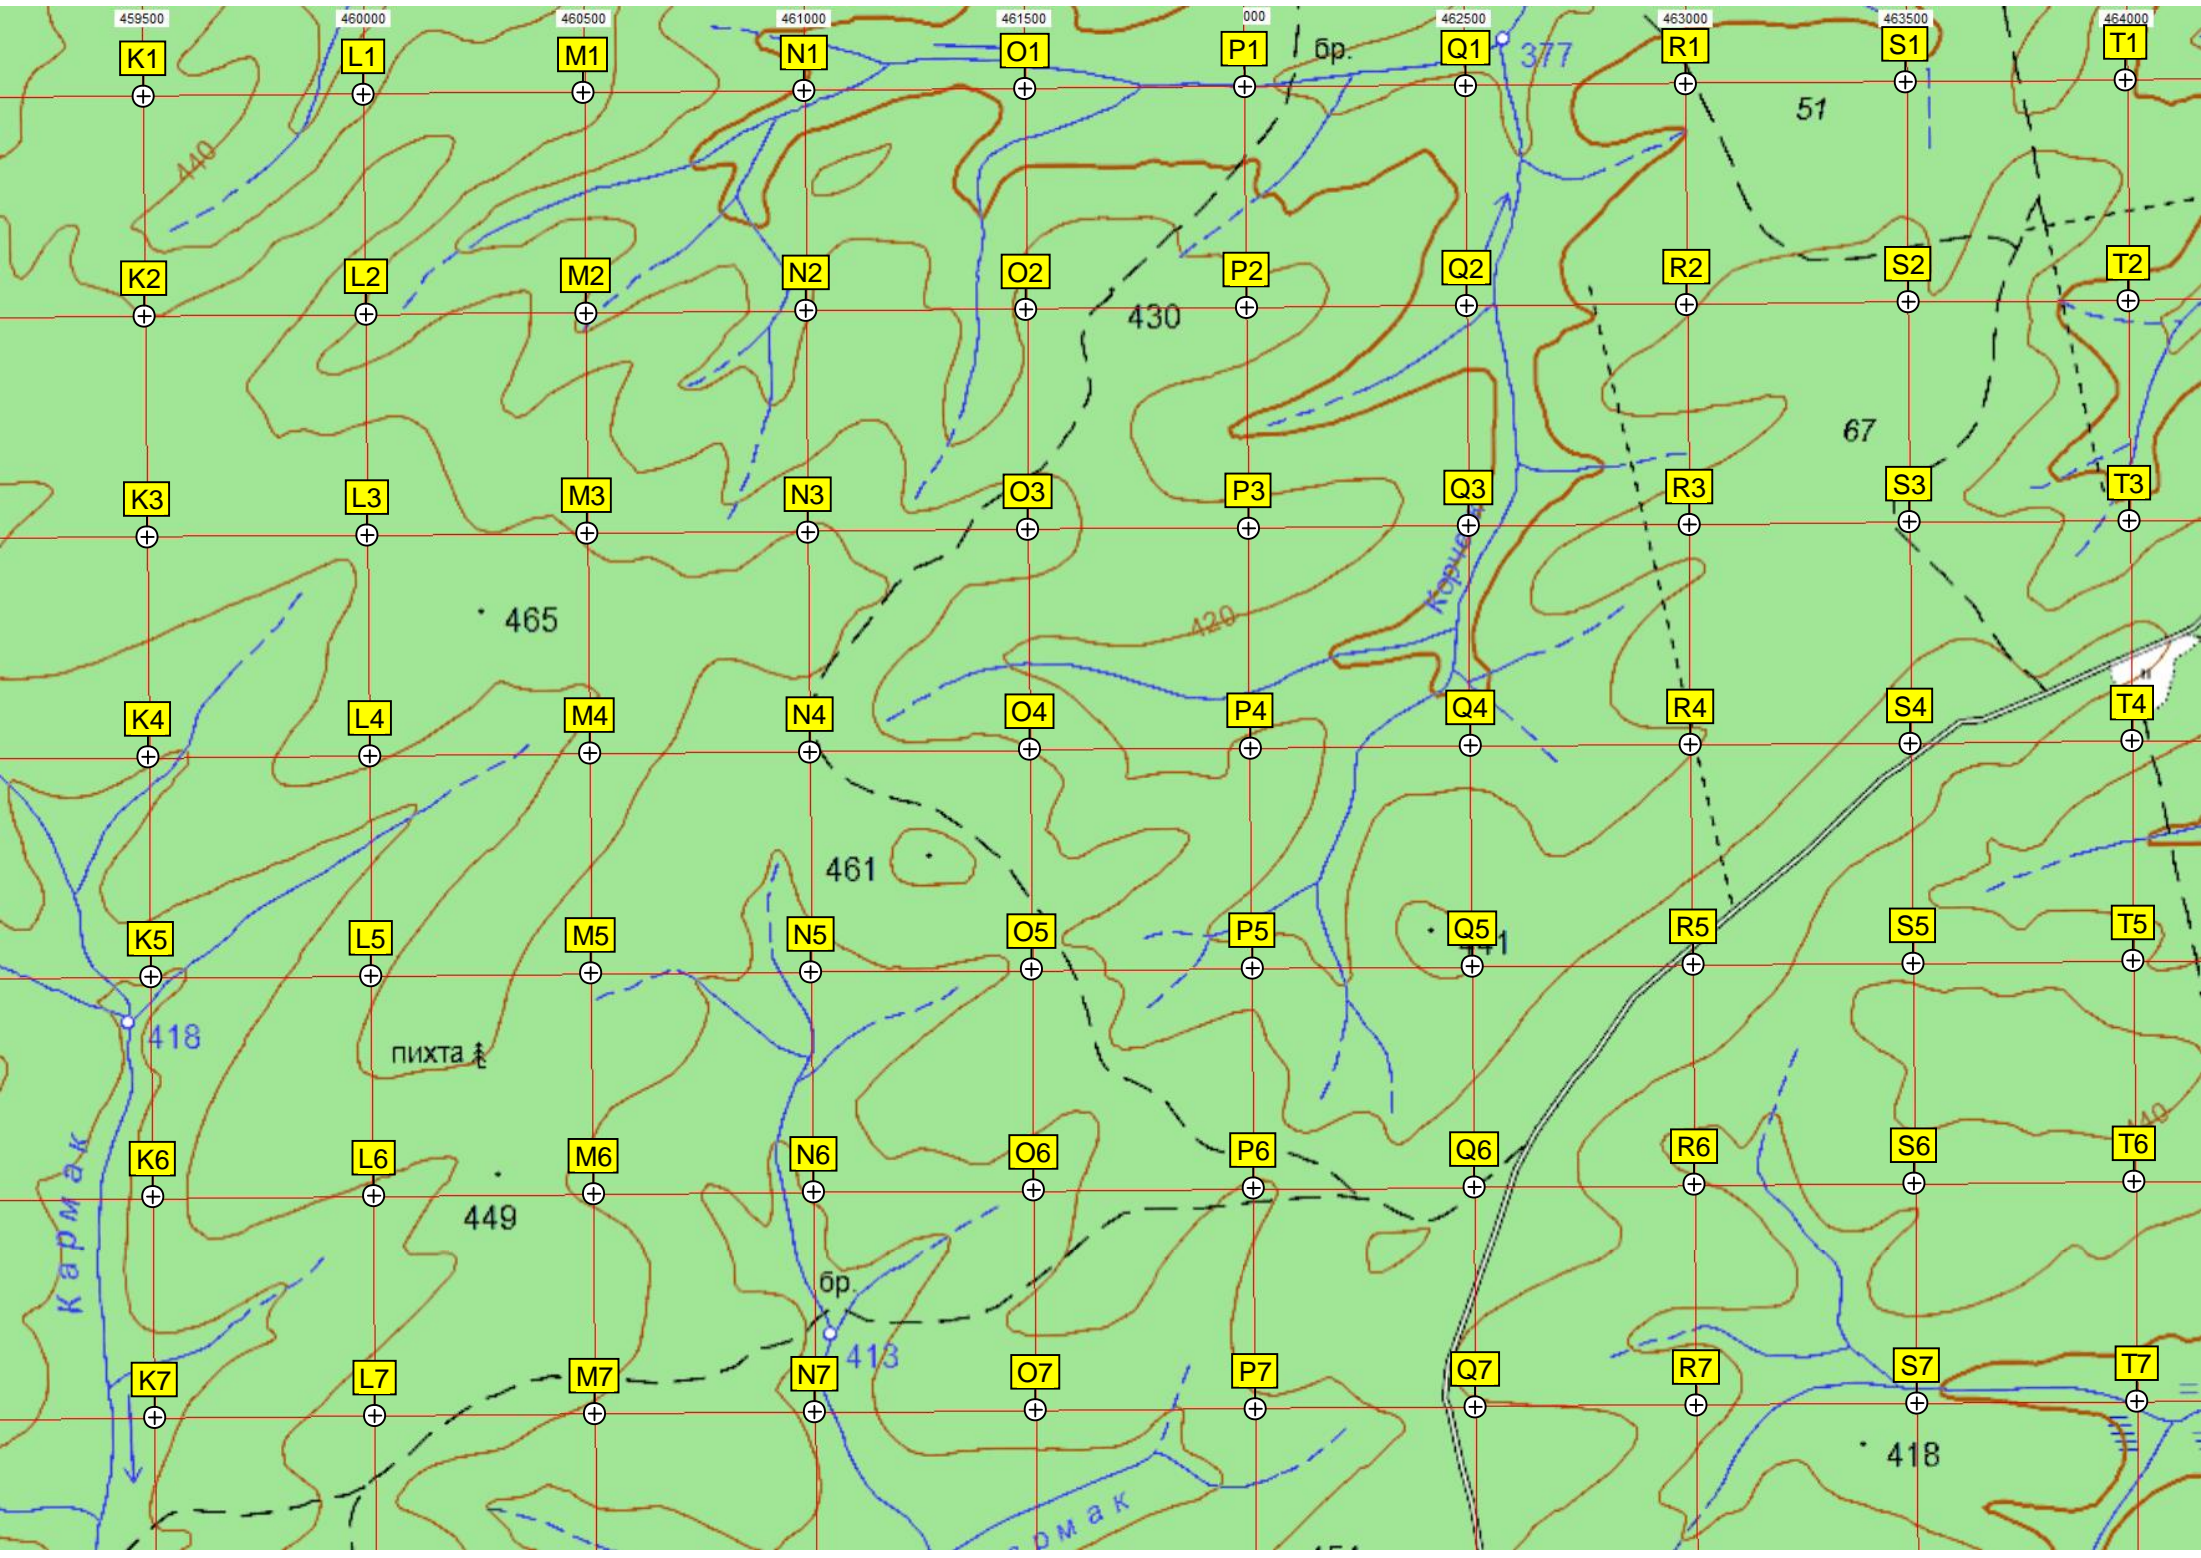 459500 460000 460500 461000 461500 000 462500 463000 463500 464000
K1 L1 M1 N1 O1 P1 бр. Q1 377 R1 S1 T1
51
440
K2 L2 M2 N2 O2 P2 Q2 R2 S2 T2
430
67
K3 L3 M3 N3 O3 P3 Q3 R3 S3 T3
465
420
K4 L4 M4 N4 O4 P4 Q4 R4 S4 T4
461
K5 L5 M5 N5 O5 P5 Q5 R5 S5 T5
418
пихта
Кармак
K6 L6 M6 N6 O6 P6 Q6 R6 S6 T6
449
бр.
413
K7 L7 M7 N7 O7 P7 Q7 R7 S7 T7
418